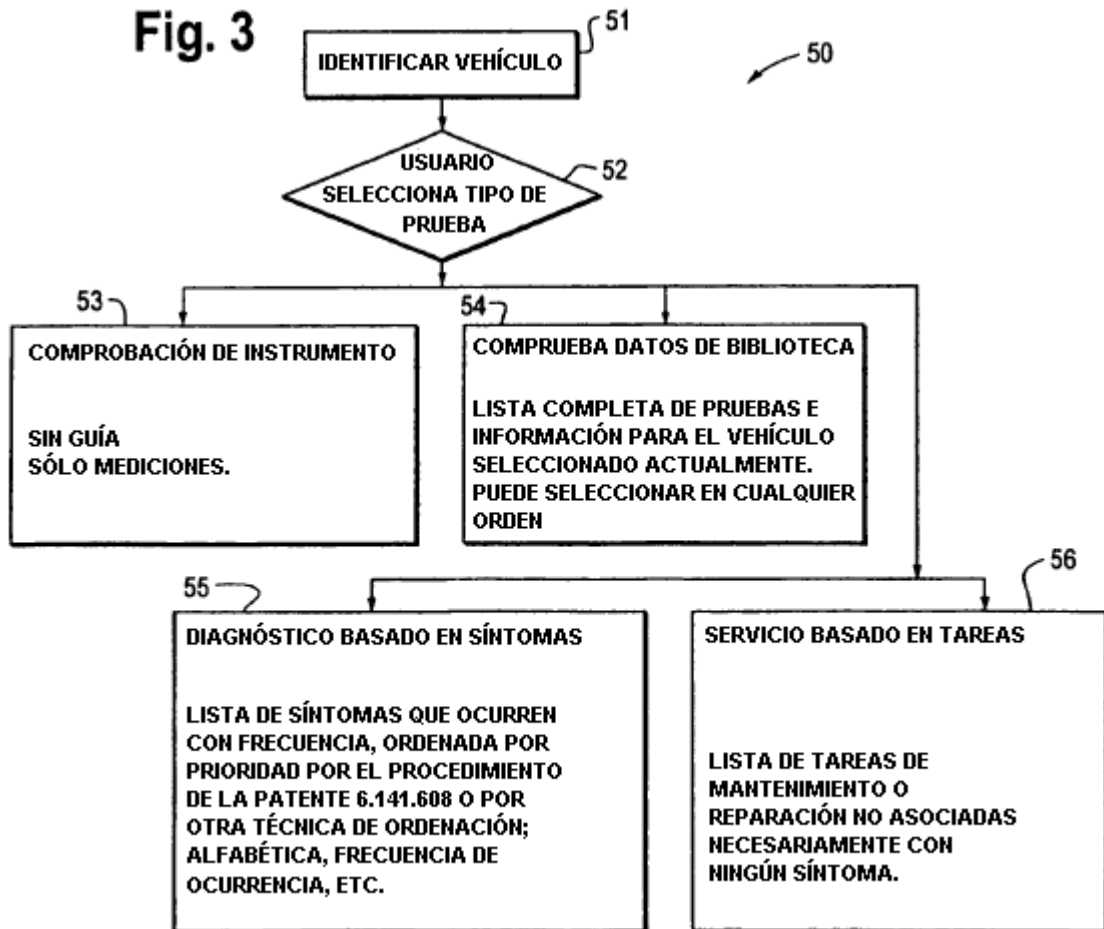 Fig. 3
51
IDENTIFICAR VEHÍCULO
50
USUARIO
SELECCIONA TIPO DE
PRUEBA
52
53
COMPROBACIÓN DE INSTRUMENTO
SIN GUÍA
SÓLO MEDICIONES.
54
COMPRUEBA DATOS DE BIBLIOTECA
LISTA COMPLETA DE PRUEBAS E
INFORMACIÓN PARA EL VEHÍCULO
SELECCIONADO ACTUALMENTE.
PUEDE SELECCIONAR EN CUALQUIER
ORDEN
55
DIAGNÓSTICO BASADO EN SÍNTOMAS
LISTA DE SÍNTOMAS QUE OCURREN
CON FRECUENCIA, ORDENADA POR
PRIORIDAD POR EL PROCEDIMIENTO
DE LA PATENTE 6.141.608 O POR
OTRA TÉCNICA DE ORDENACIÓN;
ALFABÉTICA, FRECUENCIA DE
OCURRENCIA, ETC.
56
SERVICIO BASADO EN TAREAS
LISTA DE TAREAS DE
MANTENIMIENTO O
REPARACIÓN NO ASOCIADAS
NECESARIAMENTE CON
NINGÚN SÍNTOMA.